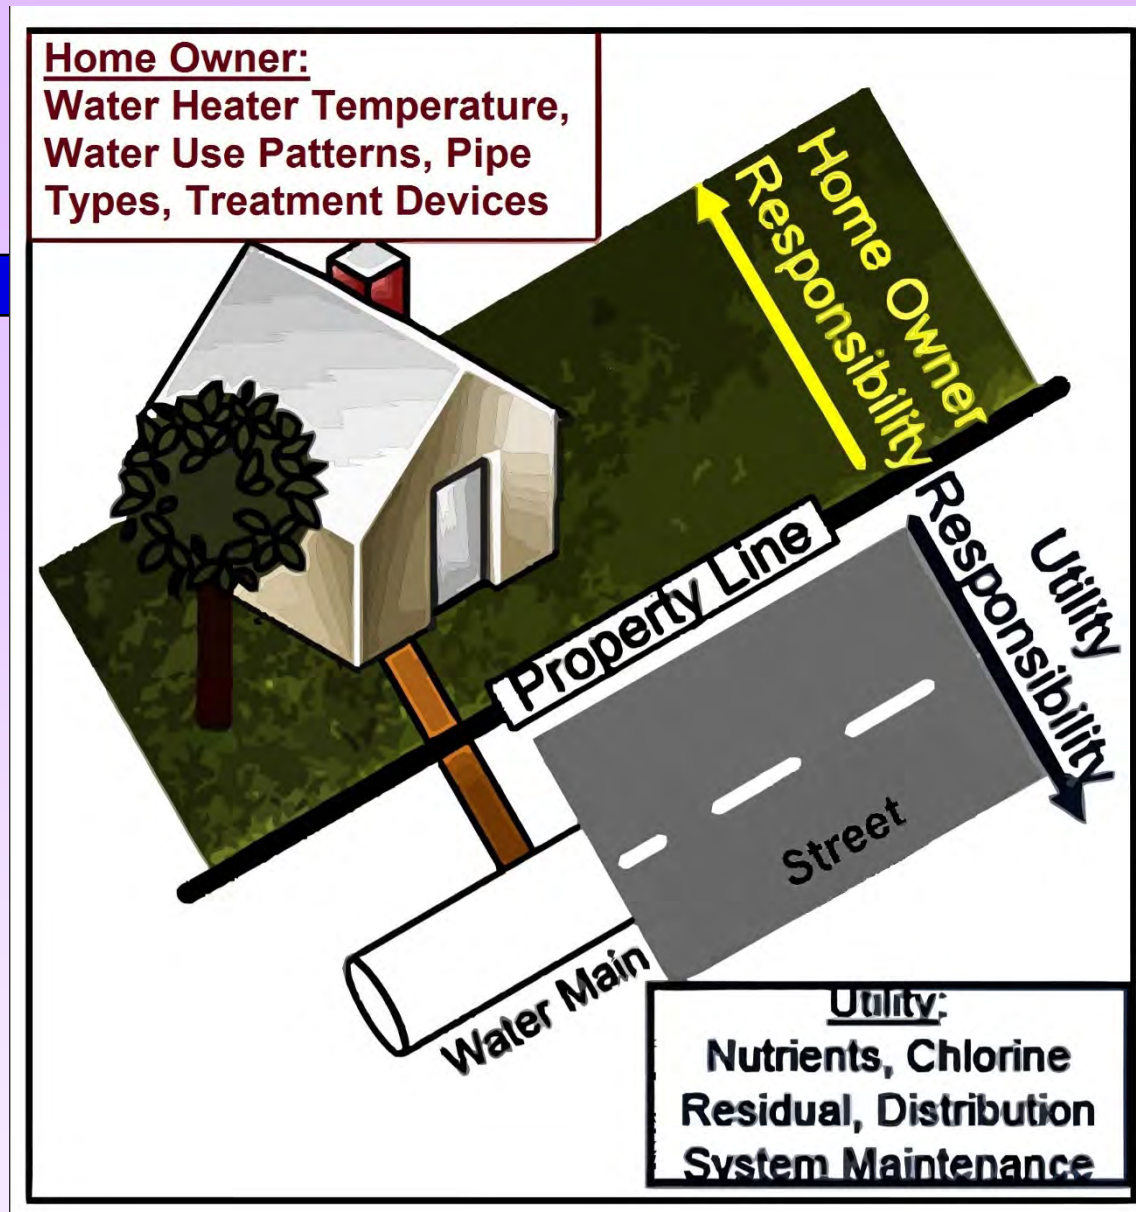 Home Owner:
Water Heater Temperature,
Water Use Patterns, Pipe
Types, Treatment Devices
Home Owner
Responsibility
Property Line
Utility
Responsibility
Street
Water Main
Utility:
Nutrients, Chlorine
Residual, Distribution
System Maintenance